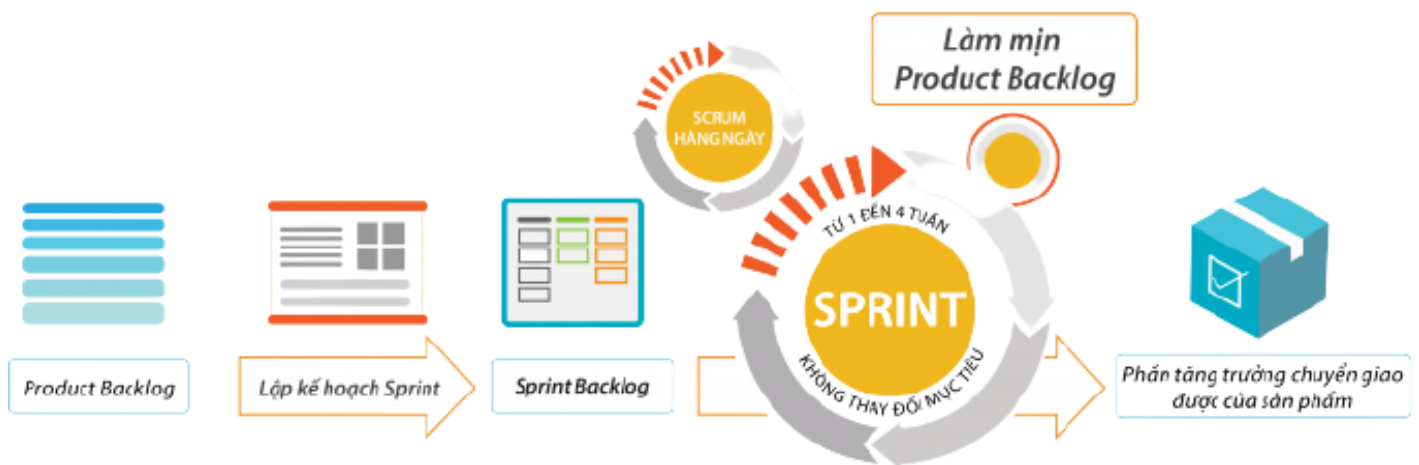 Làm mịn
Product Backlog
SCRUM
HÀNG NGÀY
TỪ 1 ĐẾN 4 TUẦN
SPRINT
KHÔNG THAY ĐỔI MỤC TIÊU
Product Backlog
Lập kế hoạch Sprint
Sprint Backlog
Phần tăng trưởng chuyển giao
được của sản phẩm